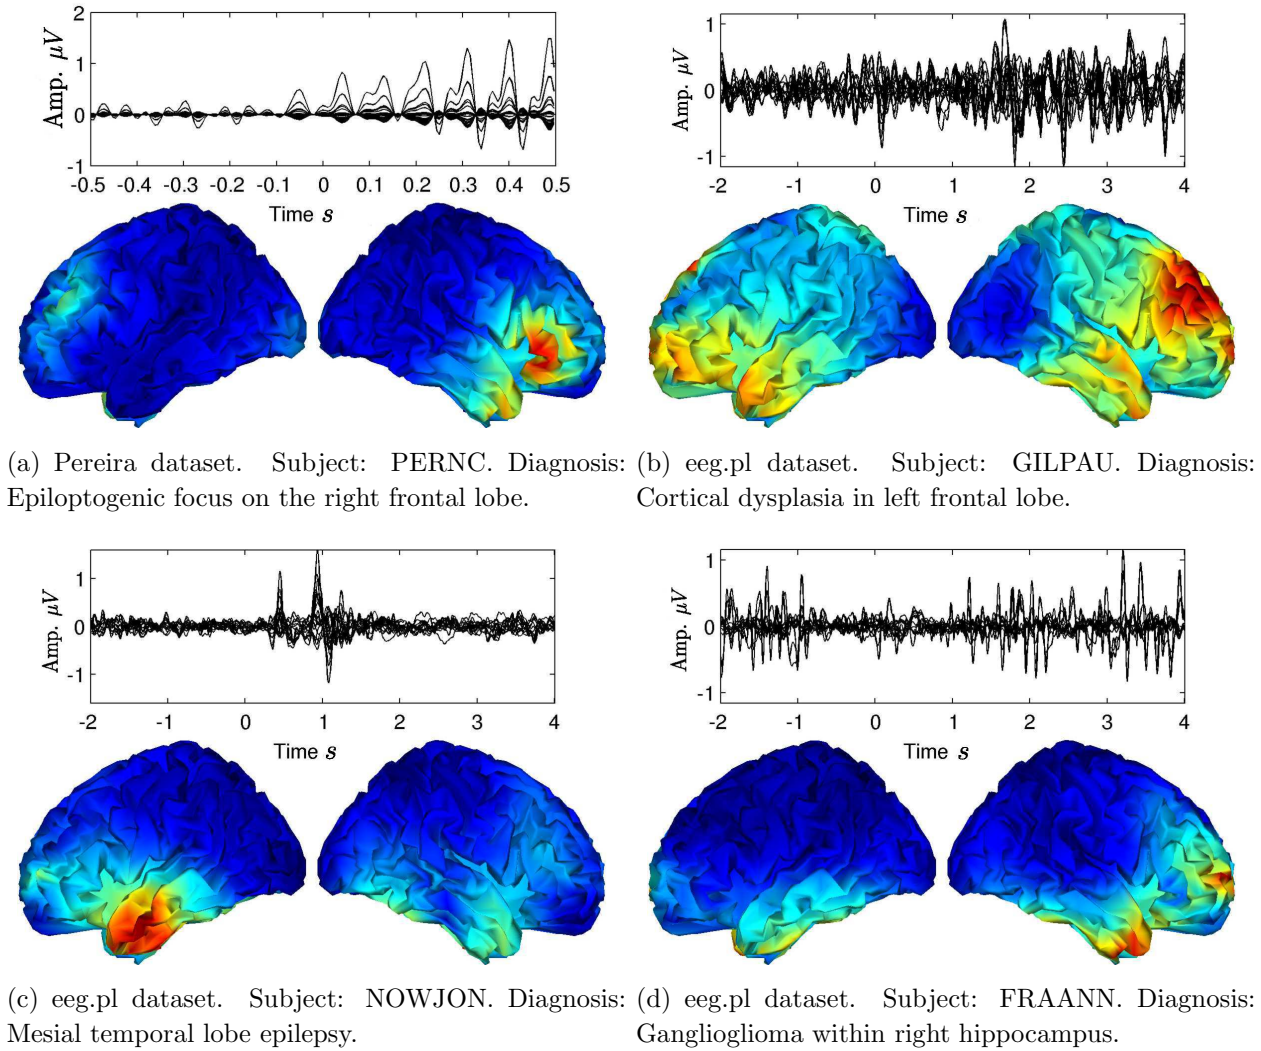 2
1
0
-1
Amp. μV
-0.5 -0.4 -0.3 -0.2 -0.1 0 0.1 0.2 0.3 0.4 0.5
Time s
1
0
-1
Amp. μV
-2 -1 0 1 2 3 4
Time s
(a) Pereira dataset. Subject: PERNC. Diagnosis:
Epiloptogenic focus on the right frontal lobe.
(b) eeg.pl dataset. Subject: GILPAU. Diagnosis:
Cortical dysplasia in left frontal lobe.
1
0
-1
Amp. μV
-2 -1 0 1 2 3 4
Time s
1
0
-1
Amp. μV
-2 -1 0 1 2 3 4
Time s
(c) eeg.pl dataset. Subject: NOWJON. Diagnosis:
Mesial temporal lobe epilepsy.
(d) eeg.pl dataset. Subject: FRAANN. Diagnosis:
Ganglioglioma within right hippocampus.